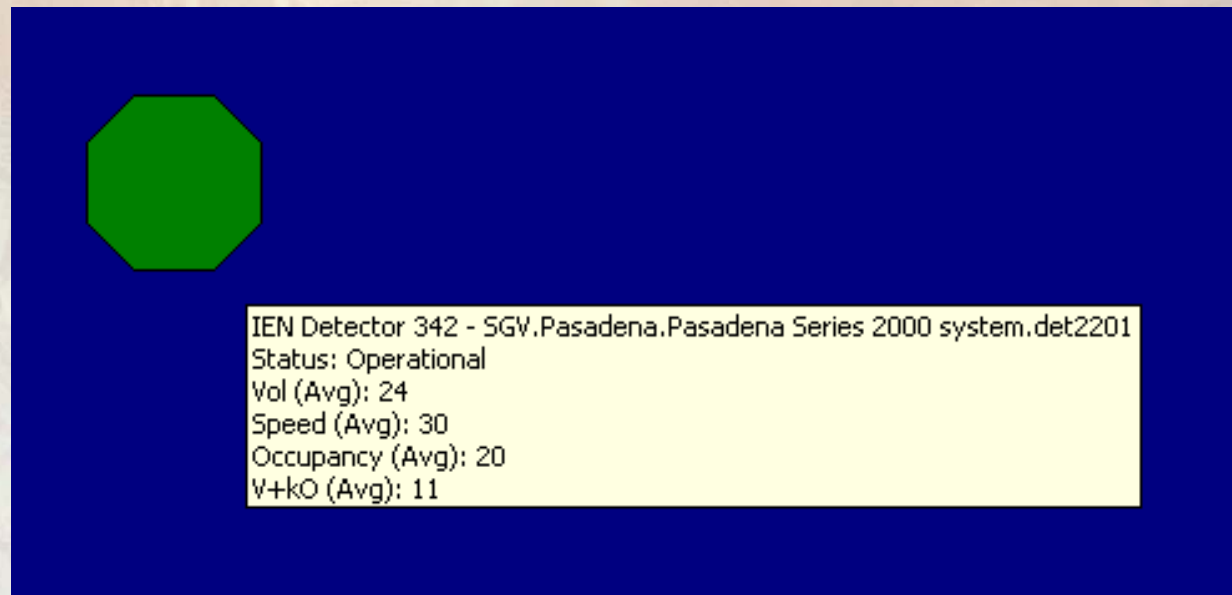 IEN Detector 342 - SGV.Pasadena.Pasadena Series 2000 system.det2201
Status: Operational
Vol (Avg): 24
Speed (Avg): 30
Occupancy (Avg): 20
V+kO (Avg): 11